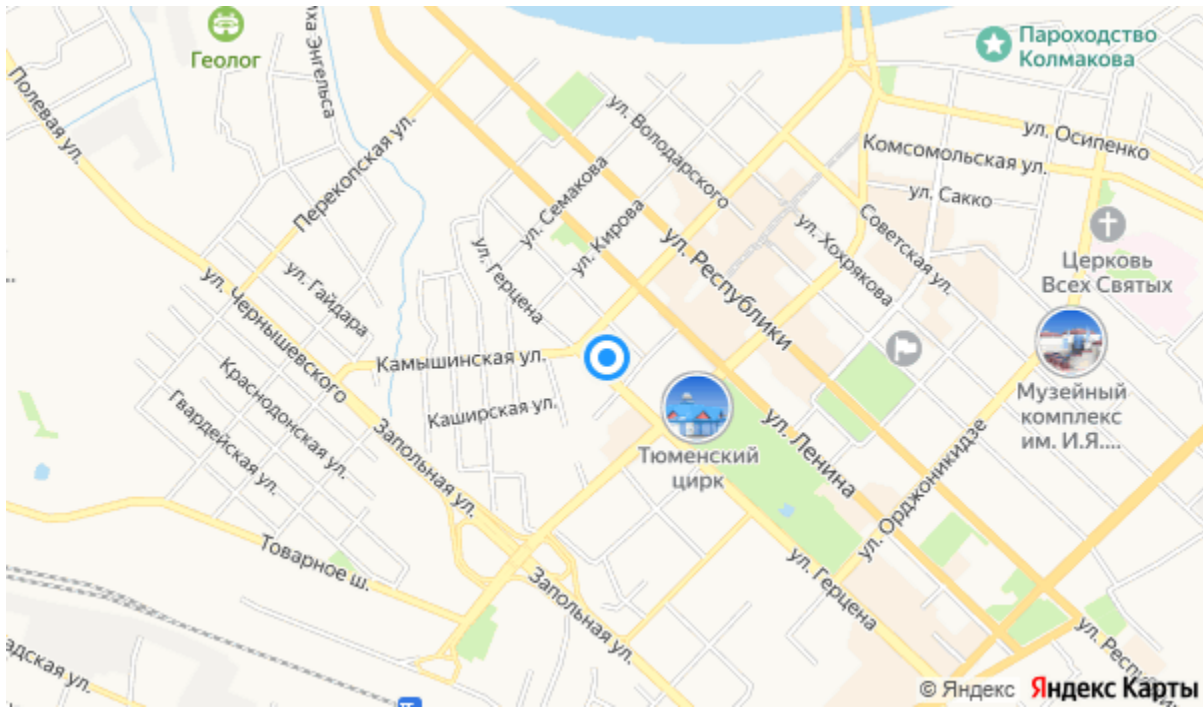 Геолог
ха Энгельса
Пароходство
Колмакова
Полевая ул.
ул. Володарского
ул. Осипенко
Комсомольская ул.
Перекопская ул.
ул. Семакова
ул. Сакко
ул. Кирова
Советская ул.
ул. Хохрякова
Церковь
Всех Святых
ул. Герцена
ул. Республики
ул. Гайдара
ул. Чернышевского
Камышинская ул.
Краснодонская ул.
Гвардейская ул.
Каширская ул.
Музейный
комплекс
им. И.Я....
Запольная ул.
Тюменский
цирк
ул. Ленина
ул. Орджоникидзе
Товарное ш.
Запольная ул.
ул. Герцена
ул. Республи
адская ул.
© Яндекс Яндекс Карты